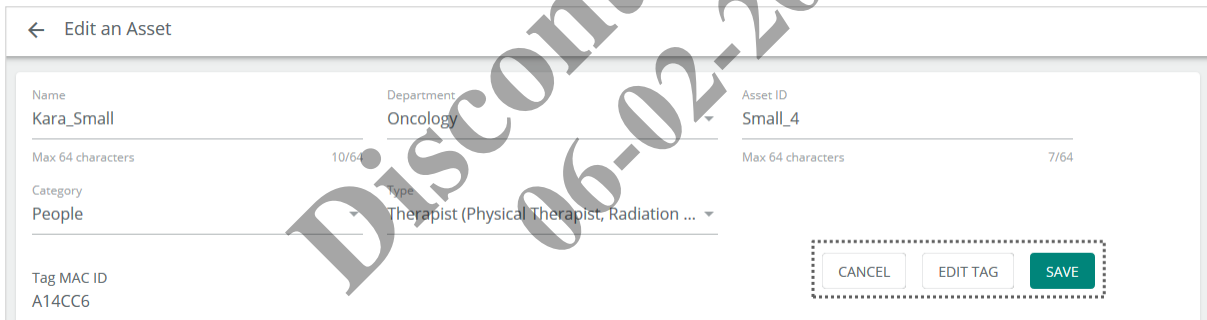 Edit an Asset
Name
Kara_Small
Max 64 characters
10/64
Department
Oncology
Asset ID
Small_4
Max 64 characters
7/64
Category
People
Type
Therapist (Physical Therapist, Radiation ...
Tag MAC ID
A14CC6
CANCEL
EDIT TAG
SAVE